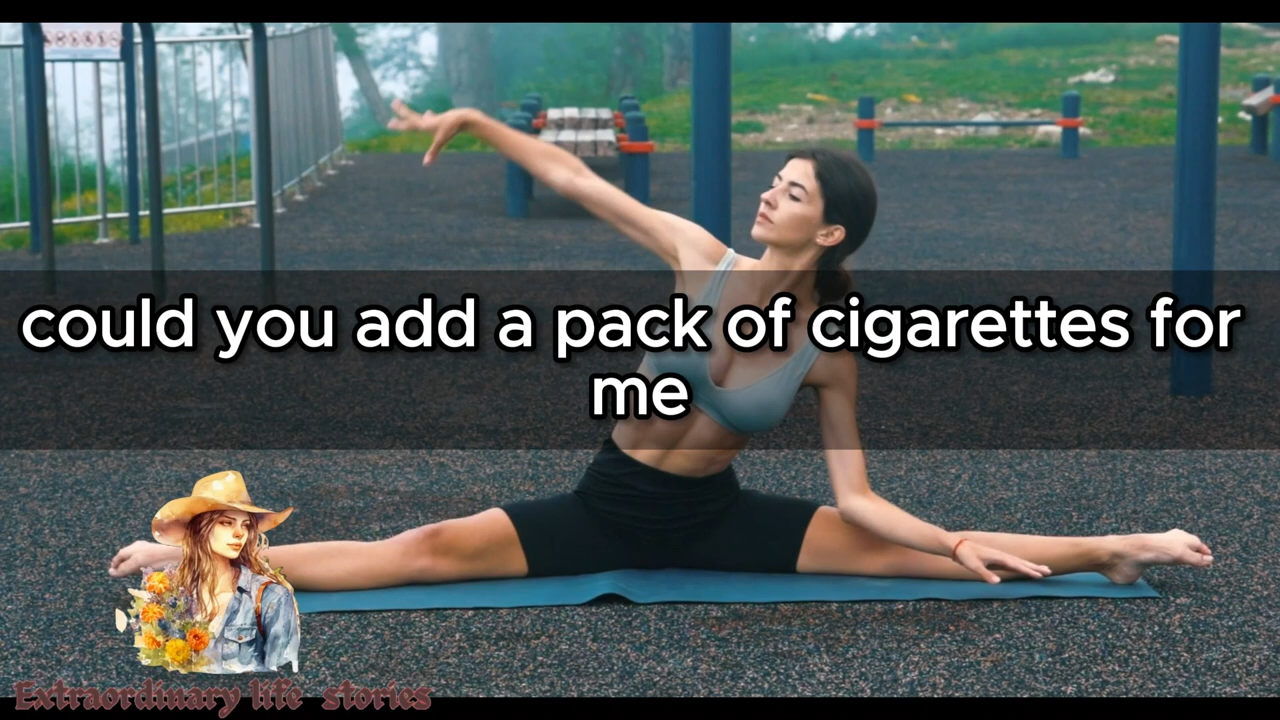 could you add a pack of cigarettes for
me
Extraordinary life stories